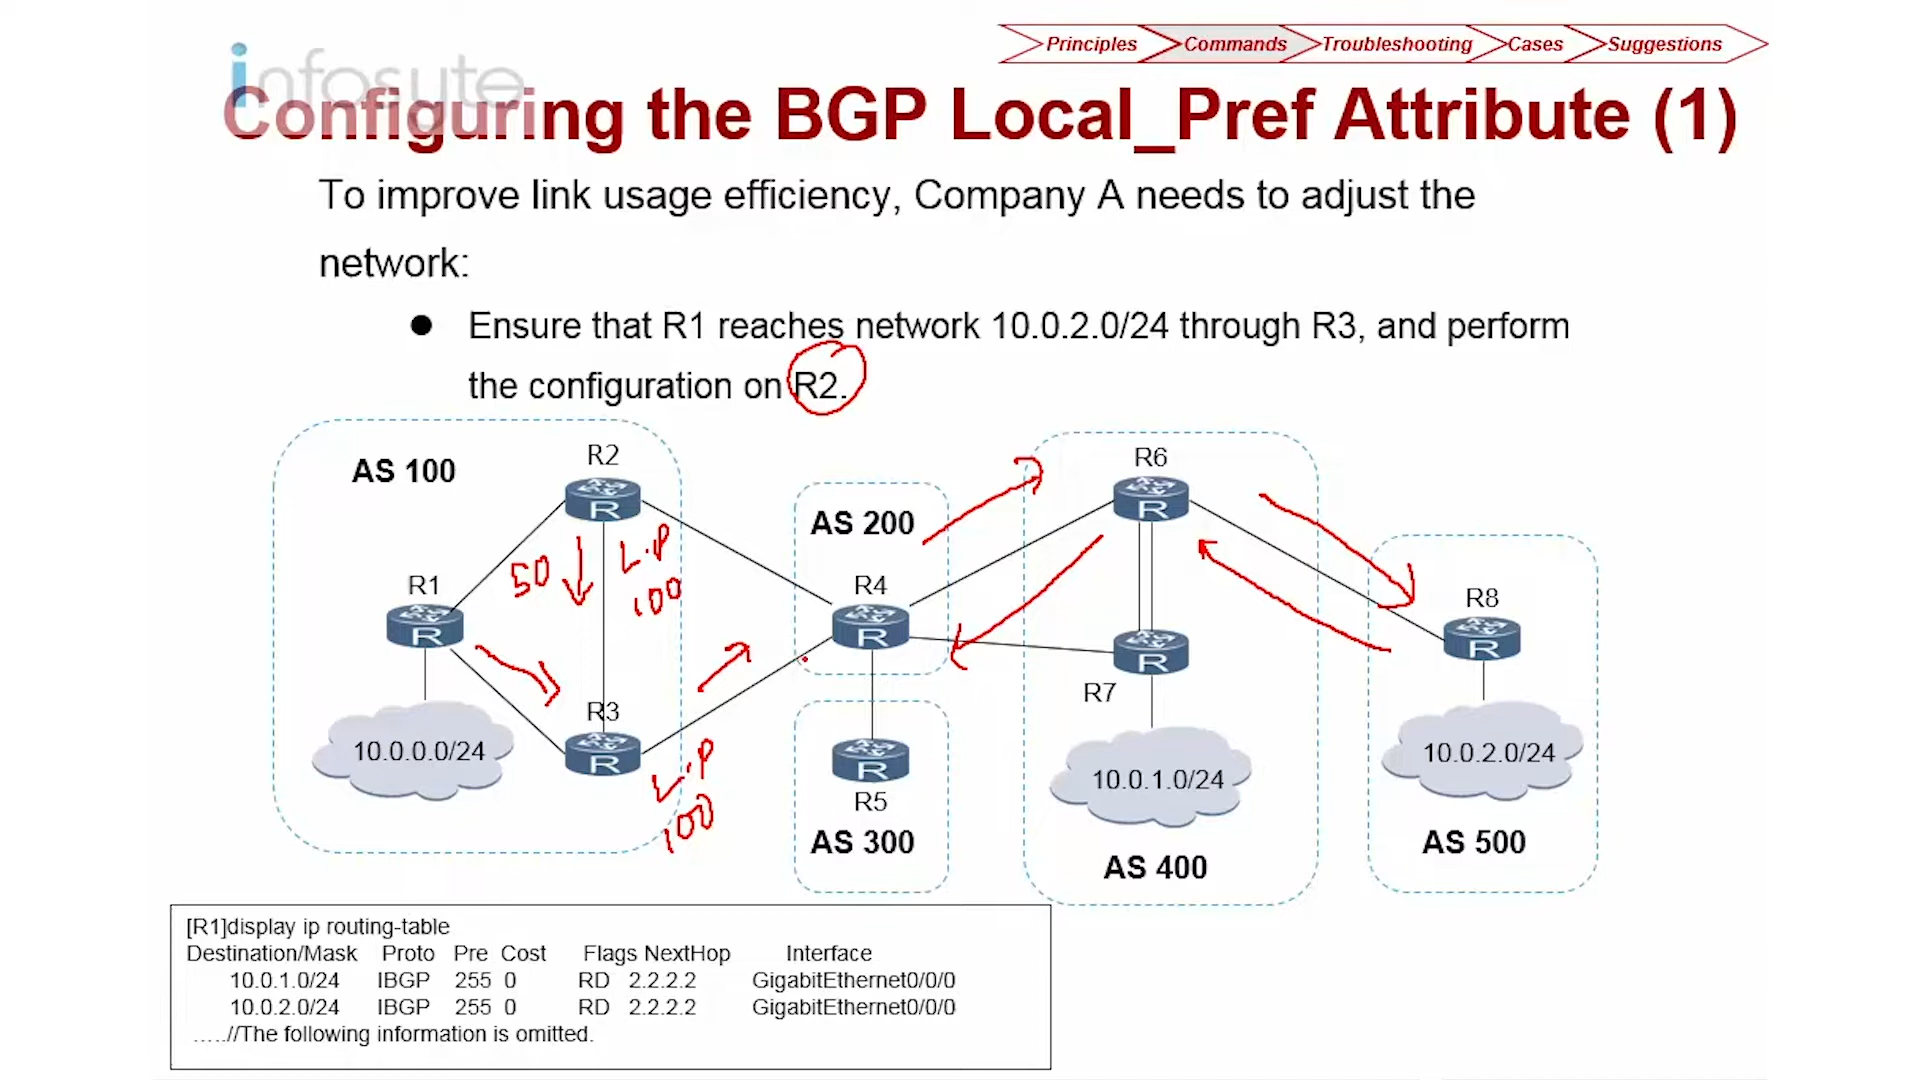 Principles Commands Troubleshooting Cases Suggestions
infosyte
Configuring the BGP Local_Pref Attribute (1)
To improve link usage efficiency, Company A needs to adjust the
network:
● Ensure that R1 reaches network 10.0.2.0/24 through R3, and perform
the configuration on R2.
AS 100
R2
R
R6
R
AS 200
L.P
100
50
R1
R
R4
R
R8
R
R7
R
R3
R
10.0.0.0/24
L.P
100
R
R5
10.0.1.0/24
10.0.2.0/24
AS 300
AS 400
AS 500
[R1]display ip routing-table
Destination/Mask Proto Pre Cost Flags NextHop Interface
10.0.1.0/24 IBGP 255 0 RD 2.2.2.2 GigabitEthernet0/0/0
10.0.2.0/24 IBGP 255 0 RD 2.2.2.2 GigabitEthernet0/0/0
…..//The following information is omitted.